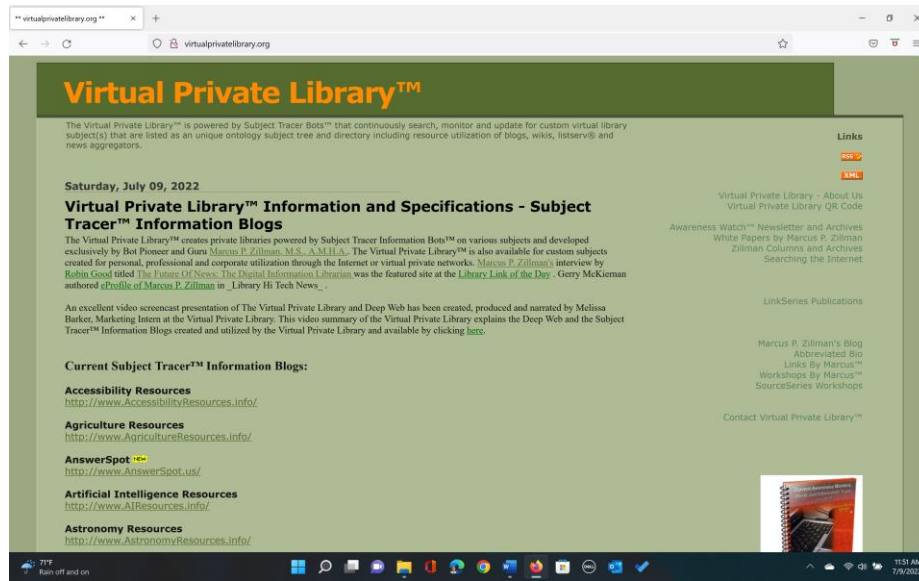 ** virtualprivatelibrary.org **
virtualprivatelibrary.org
Virtual Private Library™
The Virtual Private Library™ is powered by Subject Tracer Bots™ that continuously search, monitor and update for custom virtual library
subject(s) that are listed as an unique ontology subject tree and directory including resource utilization of blogs, wikis, listserv® and
news aggregators.
Saturday, July 09, 2022
Virtual Private Library™ Information and Specifications - Subject
Tracer™ Information Blogs
The Virtual Private Library™ creates private libraries powered by Subject Tracer Information Bots™ on various subjects and developed
exclusively by Bot Pioneer and Guru Marcus P. Zillman, M.S., A.M.H.A.. The Virtual Private Library™ is also available for custom subjects
created for personal, professional and corporate utilization through the Internet or virtual private networks. Marcus P. Zillman's interview by
Robin Good titled The Future Of News: The Digital Information Librarian was the featured site at the Library Link of the Day . Gerry McKiernan
authored eProfile of Marcus P. Zillman in _Library Hi Tech News_ .
An excellent video screencast presentation of The Virtual Private Library and Deep Web has been created, produced and narrated by Melissa
Barker, Marketing Intern at the Virtual Private Library. This video summary of the Virtual Private Library explains the Deep Web and the Subject
Tracer™ Information Blogs created and utilized by the Virtual Private Library and available by clicking here.
Current Subject Tracer™ Information Blogs:
Accessibility Resources
http://www.AccessibilityResources.info/
Agriculture Resources
http://www.AgricultureResources.info/
AnswerSpot NEW
http://www.AnswerSpot.us/
Artificial Intelligence Resources
http://www.AIResources.info/
Astronomy Resources
http://www.AstronomyResources.info/
Links
RSS
XML
Virtual Private Library - About Us
Virtual Private Library QR Code
Awareness Watch™ Newsletter and Archives
White Papers by Marcus P. Zillman
Zillman Columns and Archives
Searching the Internet
LinkSeries Publications
Marcus P. Zillman's Blog
Abbreviated Bio
Links By Marcus™
Workshops By Marcus™
SourceSeries Workshops
Contact Virtual Private Library™
71°F
Rain off and on
11:51 AM